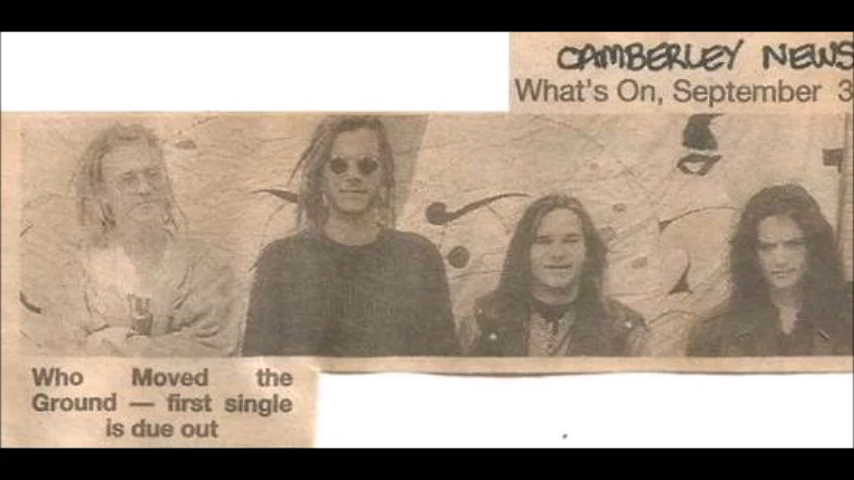 CAMBERLEY NEWS
What's On, September 3
Who Moved the
Ground — first single
is due out